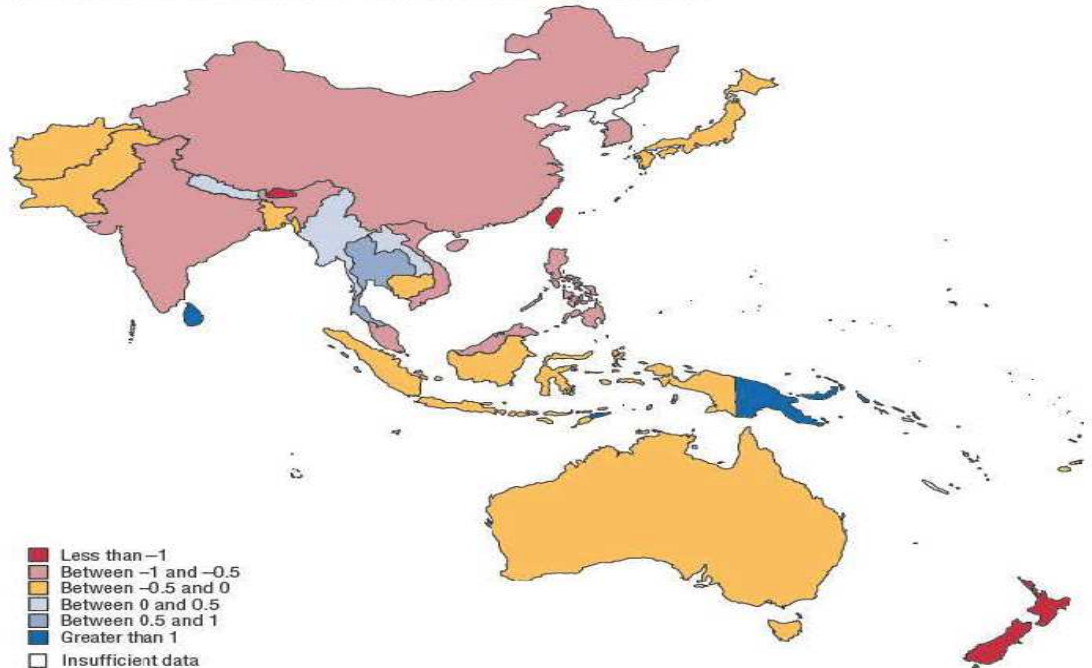 Less than –1
Between –1 and –0.5
Between –0.5 and 0
Between 0 and 0.5
Between 0.5 and 1
Greater than 1
Insufficient data